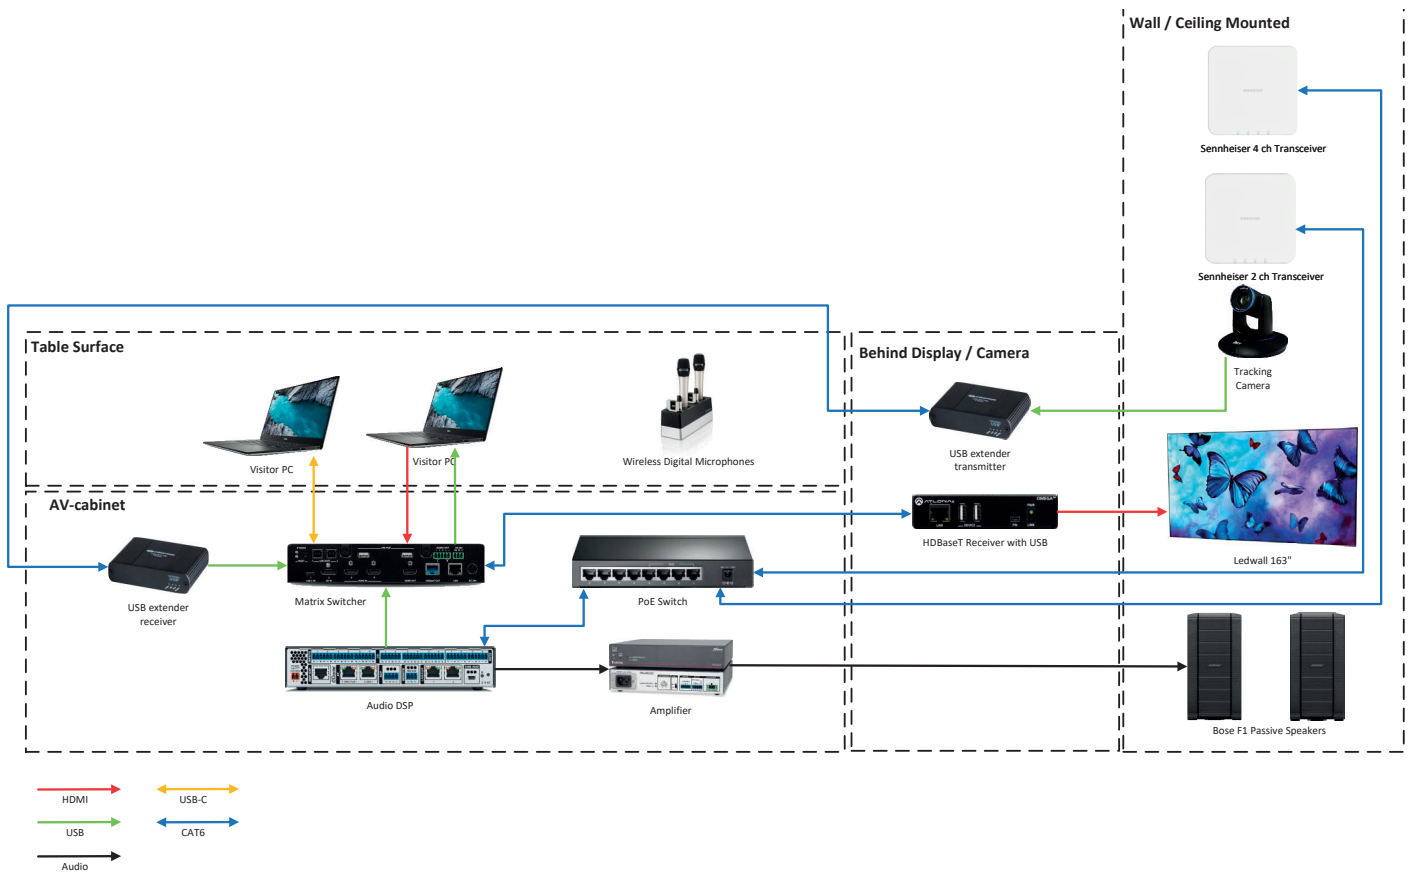 Wall / Ceiling Mounted
Sennheiser 4 ch Transceiver
Sennheiser 2 ch Transceiver
Tracking
Camera
Table Surface
Visitor PC
Visitor PC
Wireless Digital Microphones
Behind Display / Camera
USB extender
transmitter
ATLONA
OMEGA
HDBaseT Receiver with USB
Ledwall 163"
AV-cabinet
USB extender
receiver
Matrix Switcher
PoE Switch
Audio DSP
Amplifier
Bose F1 Passive Speakers
HDMI
USB-C
USB
CAT6
Audio